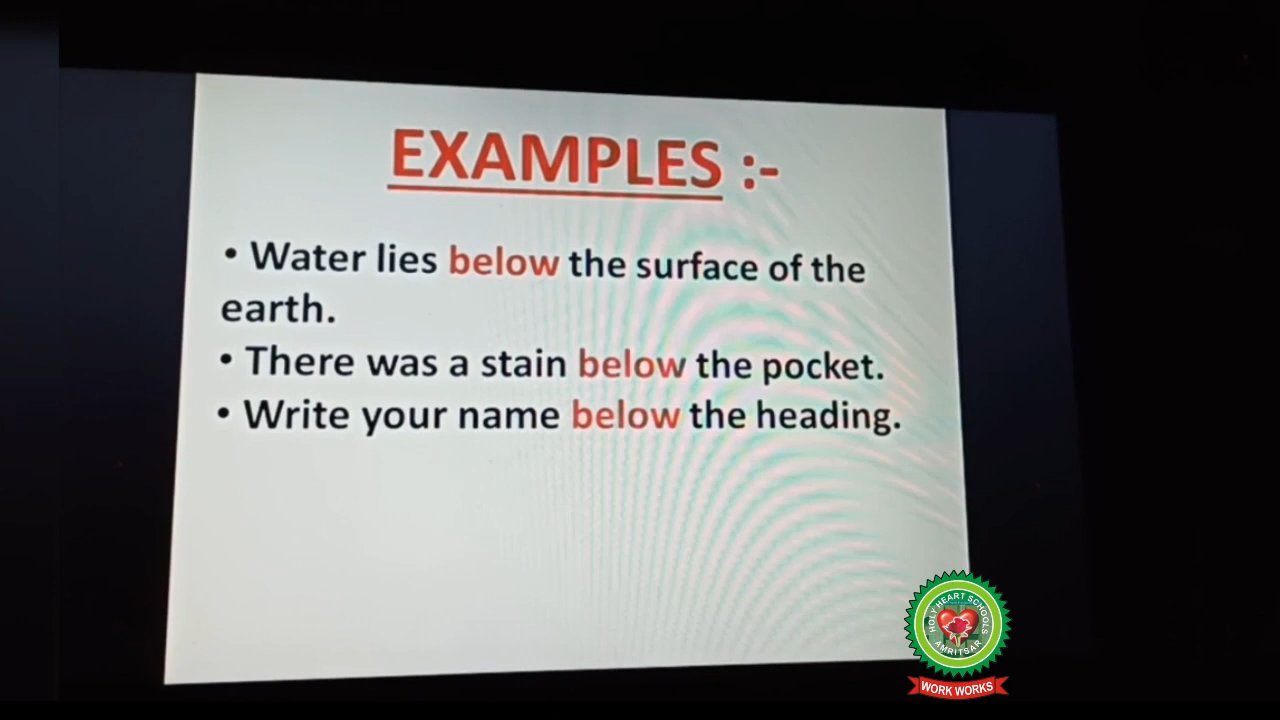 EXAMPLES :-
• Water lies below the surface of the
earth.
• There was a stain below the pocket.
• Write your name below the heading.
HOLY HEART SCHOOLS
AMRITSAR
WORK WORKS